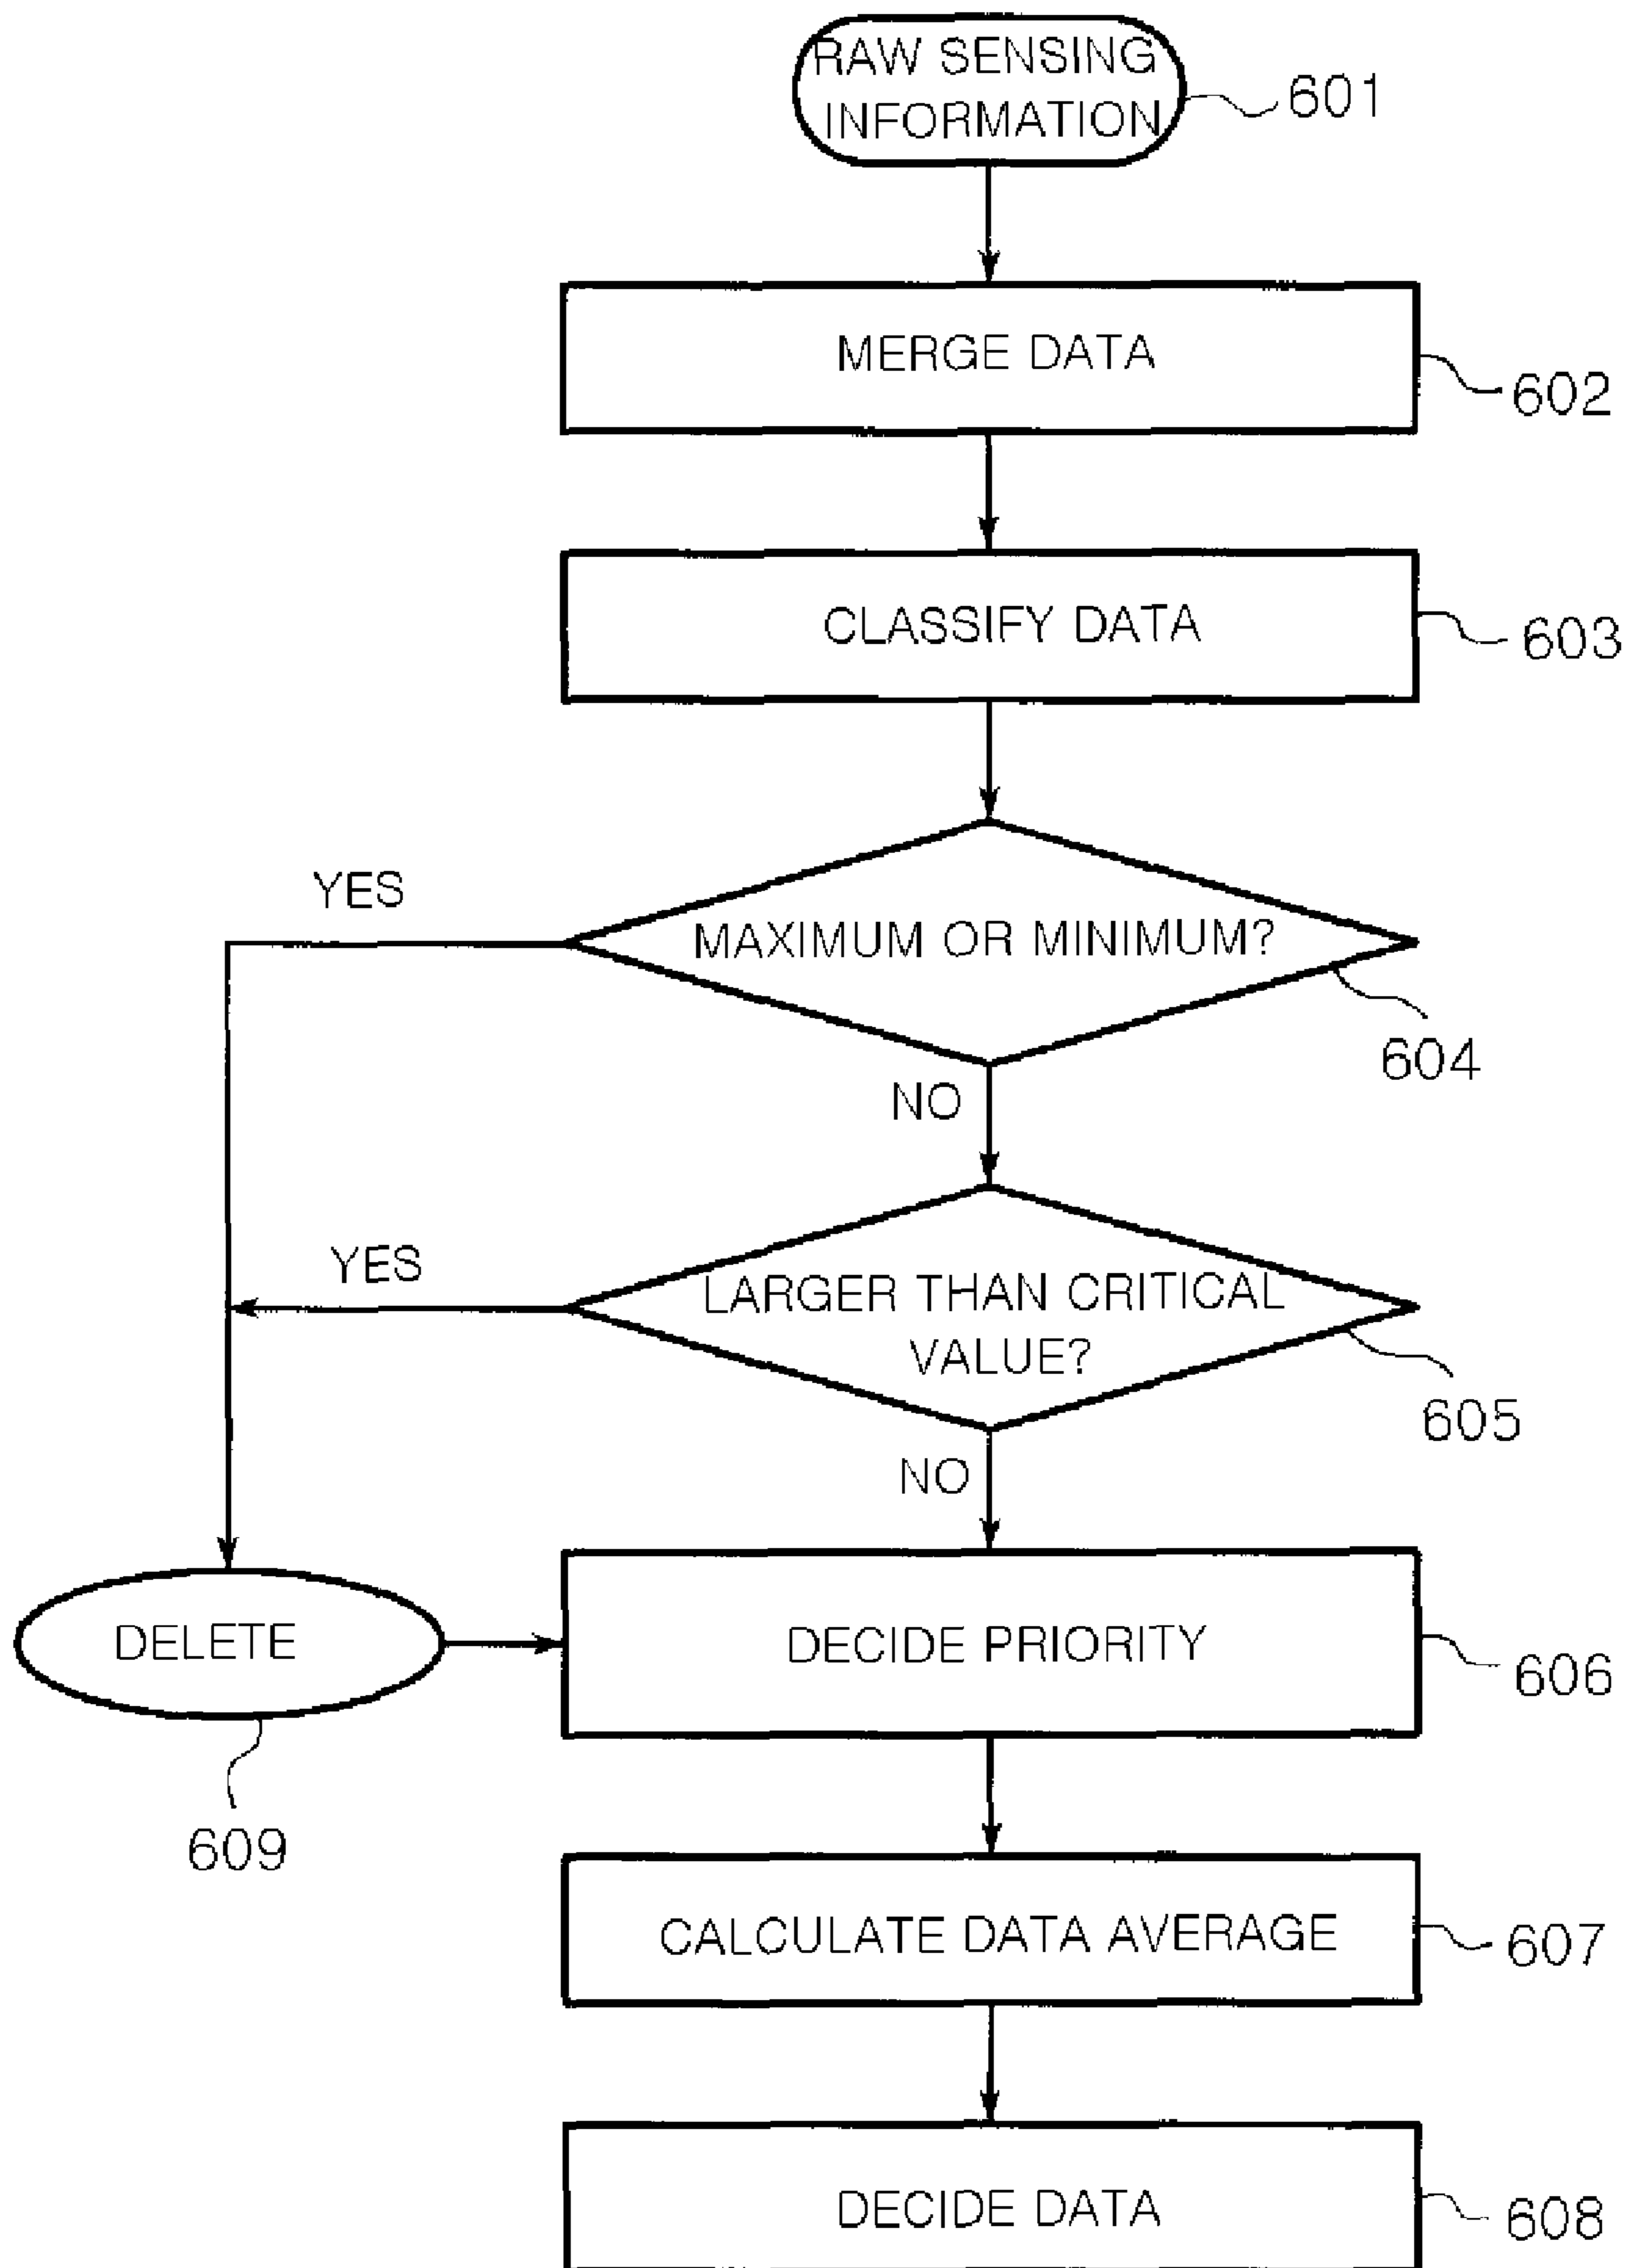 RAW SENSING
INFORMATION
601
MERGE DATA
602
CLASSIFY DATA
603
YES
MAXIMUM OR MINIMUM?
604
NO
YES
LARGER THAN CRITICAL
VALUE?
605
NO
DELETE
DECIDE PRIORITY
606
609
CALCULATE DATA AVERAGE
607
DECIDE DATA
608